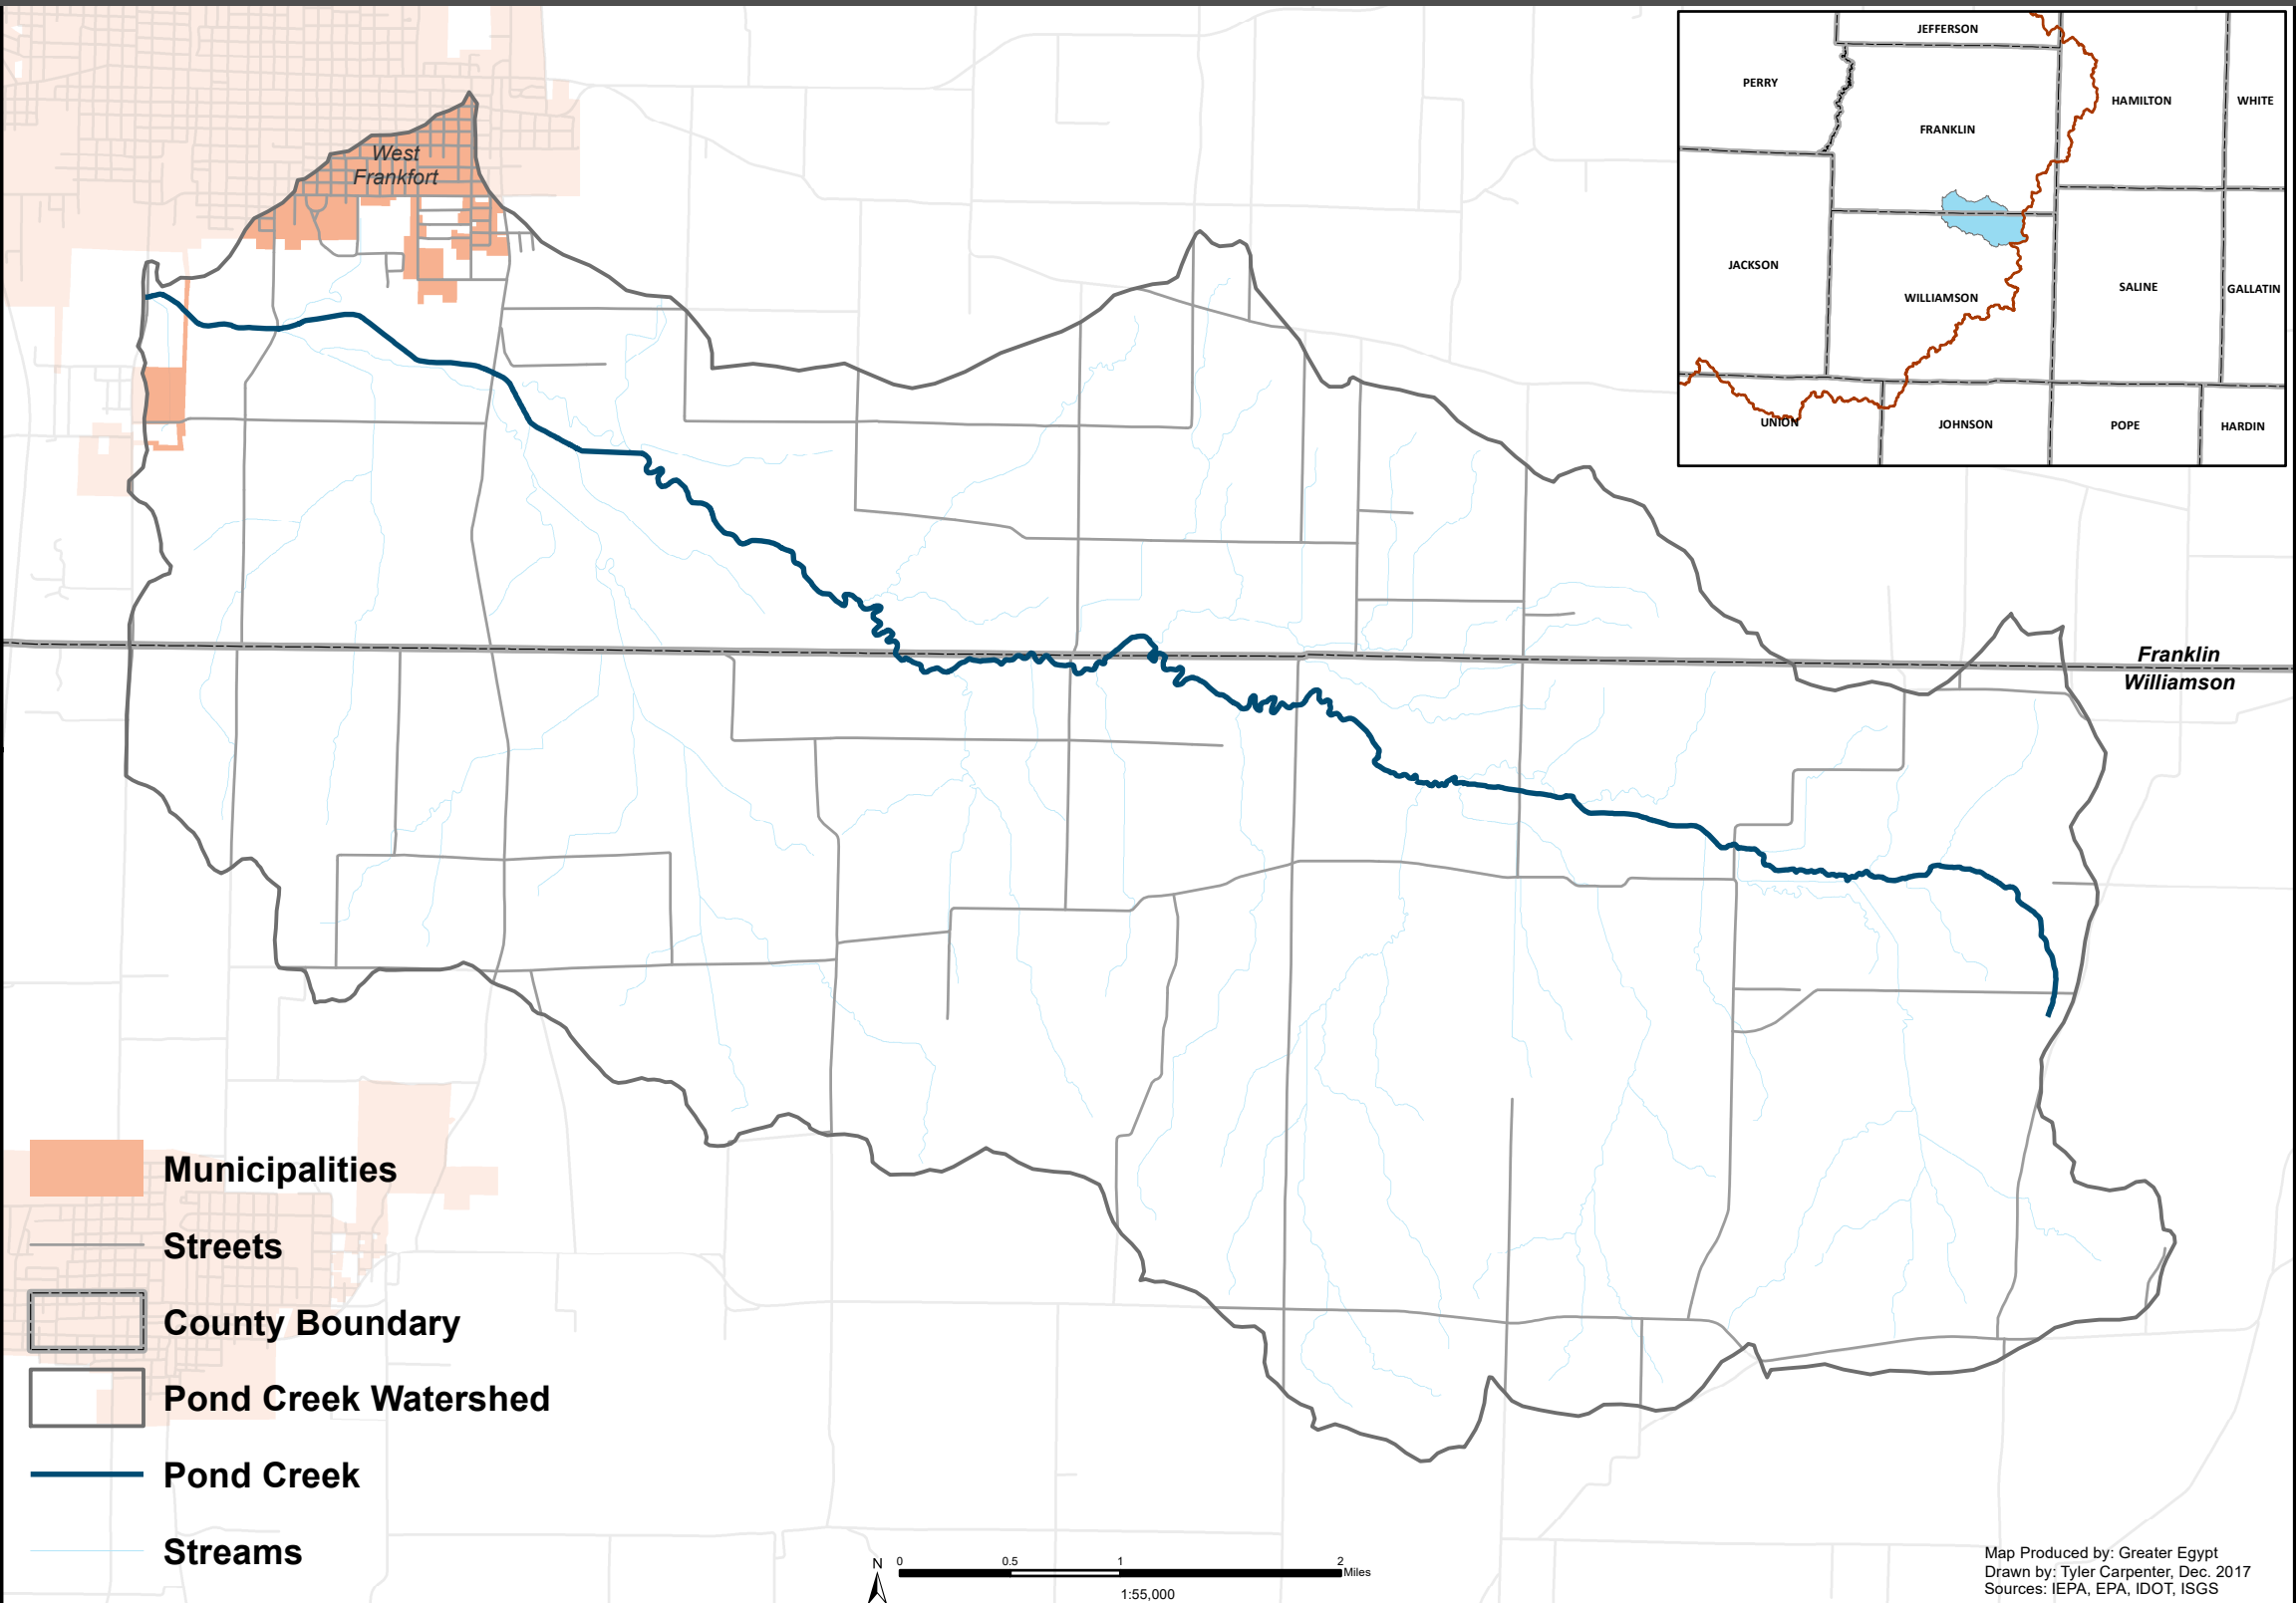 West
Frankfort
JEFFERSON
PERRY
HAMILTON
WHITE
FRANKLIN
JACKSON
WILLIAMSON
SALINE
GALLATIN
UNION
JOHNSON
POPE
HARDIN
Franklin
Williamson
Municipalities
Streets
County Boundary
Pond Creek Watershed
Pond Creek
Streams
N
0 0.5 1 2
Miles
1:55,000
Map Produced by: Greater Egypt
Drawn by: Tyler Carpenter, Dec. 2017
Sources: IEPA, EPA, IDOT, ISGS